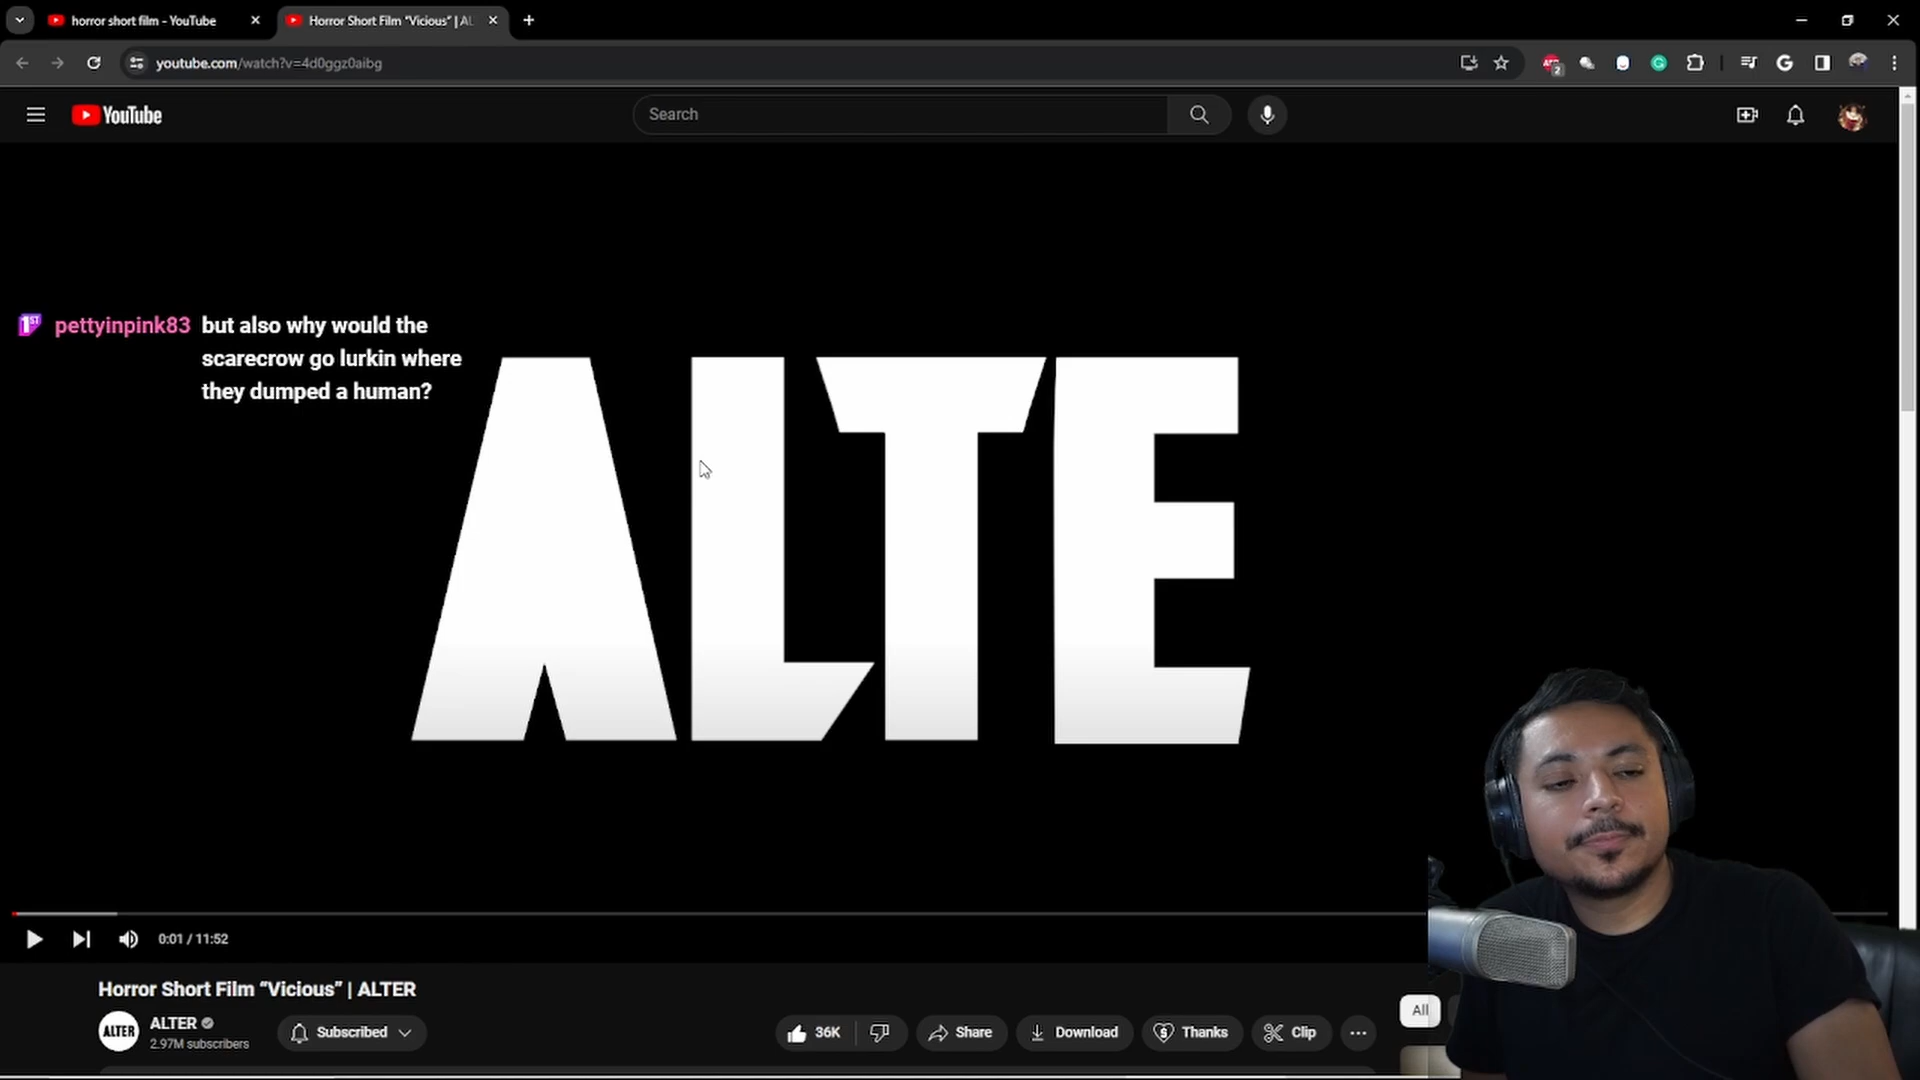 horror short film - YouTube
Horror Short Film “Vicious” | AL
youtube.com/watch?v=4d0ggz0aibg
2
YouTube
Search
1ST
pettyinpink83 but also why would the
scarecrow go lurkin where
they dumped a human?
ALTE
0:01 / 11:52
Horror Short Film “Vicious” | ALTER
ALTER
ALTER
2.97M subscribers
Subscribed
36K
Share
Download
Thanks
Clip
All